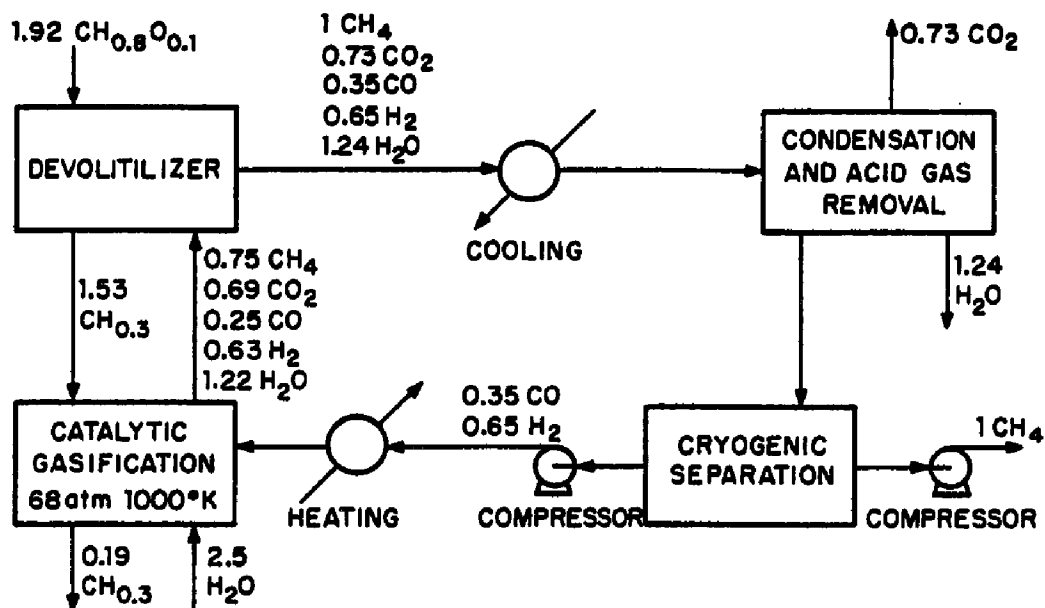 1.92 CH0.8O0.1
DEVOLITILIZER
1 CH4
0.73 CO2
0.35 CO
0.65 H2
1.24 H2O
COOLING
0.73 CO2
CONDENSATION
AND ACID GAS
REMOVAL
1.24
H2O
1.53
CH0.3
0.75 CH4
0.69 CO2
0.25 CO
0.63 H2
1.22 H2O
CATALYTIC
GASIFICATION
68 atm 1000°K
HEATING
0.35 CO
0.65 H2
COMPRESSOR
CRYOGENIC
SEPARATION
1 CH4
COMPRESSOR
0.19
CH0.3
2.5
H2O